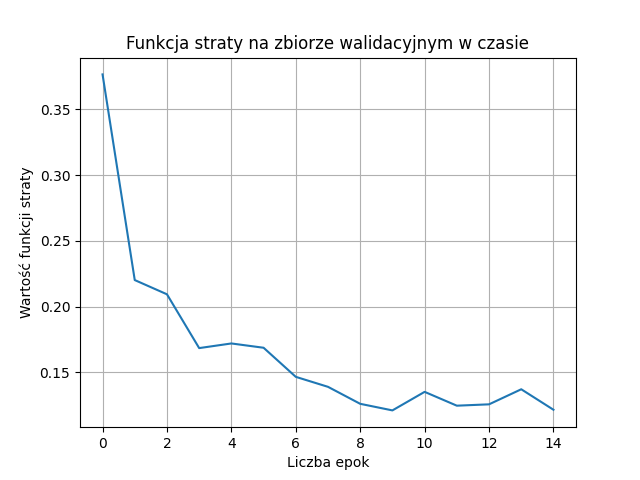 Funkcja straty na zbiorze walidacyjnym w czasie
Wartość funkcji straty
0.35
0.30
0.25
0.20
0.15
0 2 4 6 8 10 12 14
Liczba epok